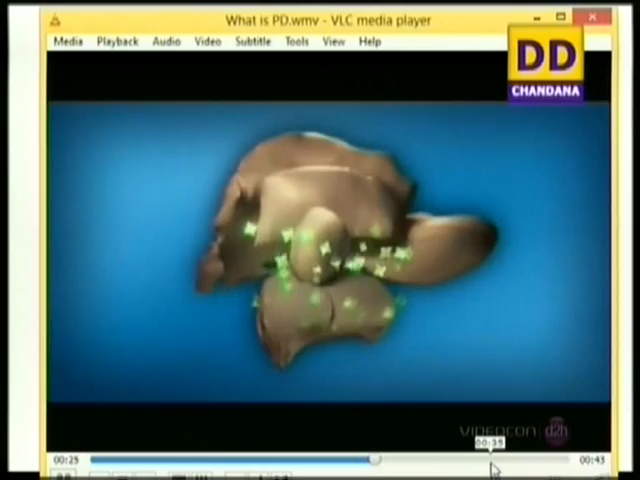 What is PD.wmv - VLC media player
Media Playback Audio Video Subtitle Tools View Help
DD
CHANDANA
VIDEOCON d2h
00:35
00:25
00:43